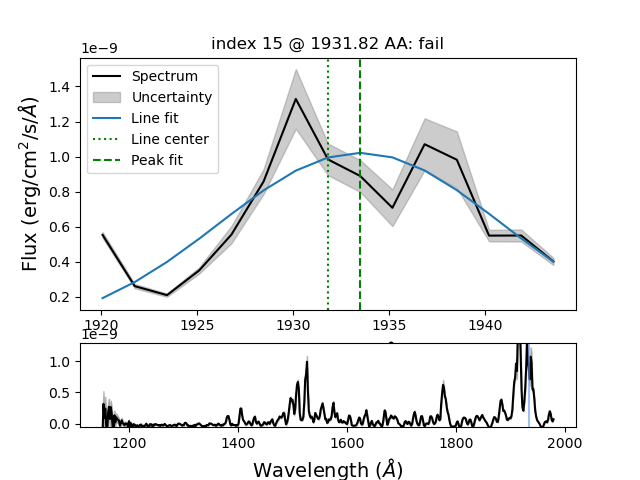 index 15 @ 1931.82 AA: fail
1e−9
Flux (erg/cm²/s/Å)
1.4
1.2
1.0
0.8
0.6
0.4
0.2
Spectrum
Uncertainty
Line fit
Line center
Peak fit
1920 1925 1930 1935 1940
1e−9
1.0
0.5
0.0
1200 1400 1600 1800 2000
Wavelength (Å)